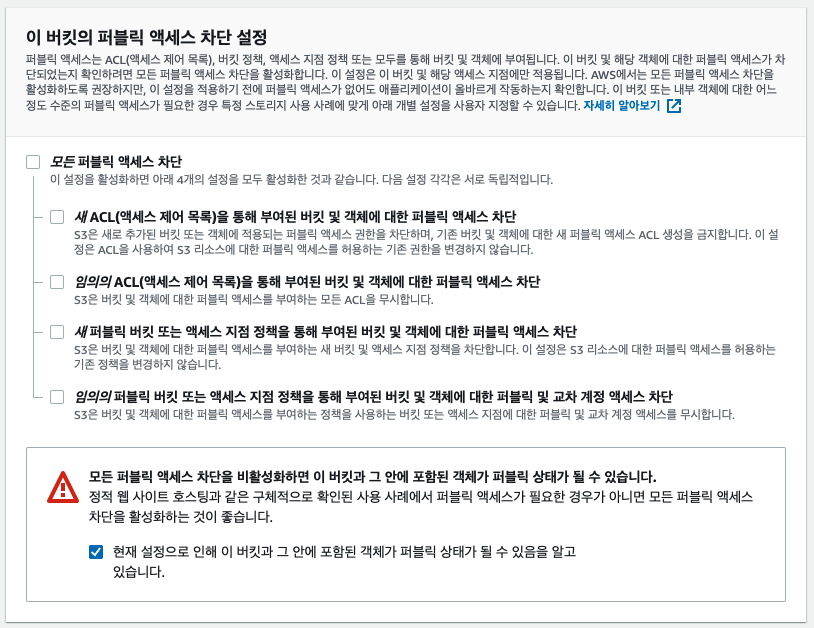 이 버킷의 퍼블릭 액세스 차단 설정
퍼블릭 액세스는 ACL(액세스 제어 목록), 버킷 정책, 액세스 지점 정책 또는 모두를 통해 버킷 및 객체에 부여됩니다. 이 버킷 및 해당 객체에 대한 퍼블릭 액세스가 차
단되었는지 확인하려면 모든 퍼블릭 액세스 차단을 활성화합니다. 이 설정은 이 버킷 및 해당 액세스 지점에만 적용됩니다. AWS에서는 모든 퍼블릭 액세스 차단을
활성화하도록 권장하지만, 이 설정을 적용하기 전에 퍼블릭 액세스가 없어도 애플리케이션이 올바르게 작동하는지 확인합니다. 이 버킷 또는 내부 객체에 대한 어느
정도 수준의 퍼블릭 액세스가 필요한 경우 특정 스토리지 사용 사례에 맞게 아래 개별 설정을 사용자 지정할 수 있습니다. 자세히 알아보기
모든 퍼블릭 액세스 차단
이 설정을 활성화하면 아래 4개의 설정을 모두 활성화한 것과 같습니다. 다음 설정 각각은 서로 독립적입니다.
새 ACL(액세스 제어 목록)을 통해 부여된 버킷 및 객체에 대한 퍼블릭 액세스 차단
S3은 새로 추가된 버킷 또는 객체에 적용되는 퍼블릭 액세스 권한을 차단하며, 기존 버킷 및 객체에 대한 새 퍼블릭 액세스 ACL 생성을 금지합니다. 이 설
정은 ACL을 사용하여 S3 리소스에 대한 퍼블릭 액세스를 허용하는 기존 권한을 변경하지 않습니다.
임의의 ACL(액세스 제어 목록)을 통해 부여된 버킷 및 객체에 대한 퍼블릭 액세스 차단
S3은 버킷 및 객체에 대한 퍼블릭 액세스를 부여하는 모든 ACL을 무시합니다.
새 퍼블릭 버킷 또는 액세스 지점 정책을 통해 부여된 버킷 및 객체에 대한 퍼블릭 액세스 차단
S3은 버킷 및 객체에 대한 퍼블릭 액세스를 부여하는 새 버킷 및 액세스 지점 정책을 차단합니다. 이 설정은 S3 리소스에 대한 퍼블릭 액세스를 허용하는
기존 정책을 변경하지 않습니다.
임의의 퍼블릭 버킷 또는 액세스 지점 정책을 통해 부여된 버킷 및 객체에 대한 퍼블릭 및 교차 계정 액세스 차단
S3은 버킷 및 객체에 대한 퍼블릭 액세스를 부여하는 정책을 사용하는 버킷 또는 액세스 지점에 대한 퍼블릭 및 교차 계정 액세스를 무시합니다.
모든 퍼블릭 액세스 차단을 비활성화하면 이 버킷과 그 안에 포함된 객체가 퍼블릭 상태가 될 수 있습니다.
정적 웹 사이트 호스팅과 같은 구체적으로 확인된 사용 사례에서 퍼블릭 액세스가 필요한 경우가 아니면 모든 퍼블릭 액세스
차단을 활성화하는 것이 좋습니다.
현재 설정으로 인해 이 버킷과 그 안에 포함된 객체가 퍼블릭 상태가 될 수 있음을 알고
있습니다.